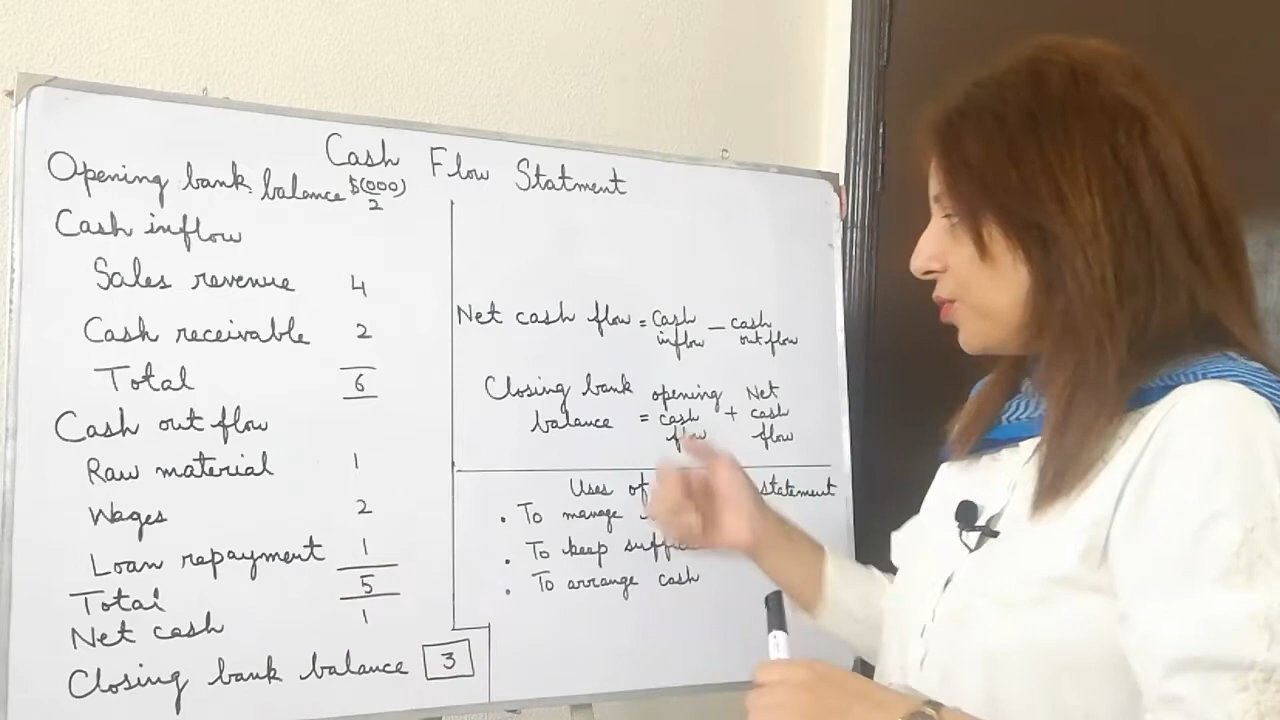 Cash Flow Statment
Opening bank balance $(000)
2
Cash inflow
Sales revenue 4
Cash receivable 2
Total 6
Cash out flow
Raw material 1
Wages 2
Loan repayment 1
Total 5
Net cash 1
Closing bank balance 3
Net cash flow = cash inflow – cash out flow
Closing bank balance = opening cash flow + Net cash flow
Uses of statement
• To manage
• To keep
• To arrange cash